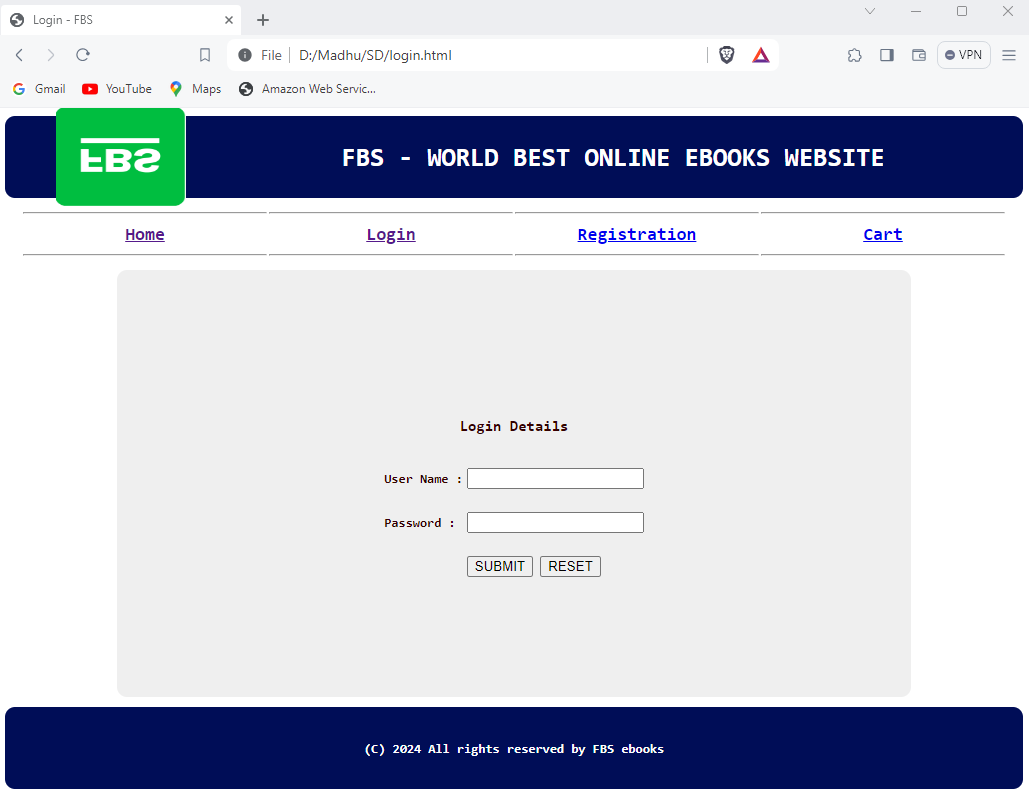 Login - FBS
File D:/Madhu/SD/login.html
VPN
Gmail YouTube Maps Amazon Web Servic...
FBS
FBS - WORLD BEST ONLINE EBOOKS WEBSITE
Home Login Registration Cart
Login Details
User Name :
Password :
SUBMIT RESET
(C) 2024 All rights reserved by FBS ebooks